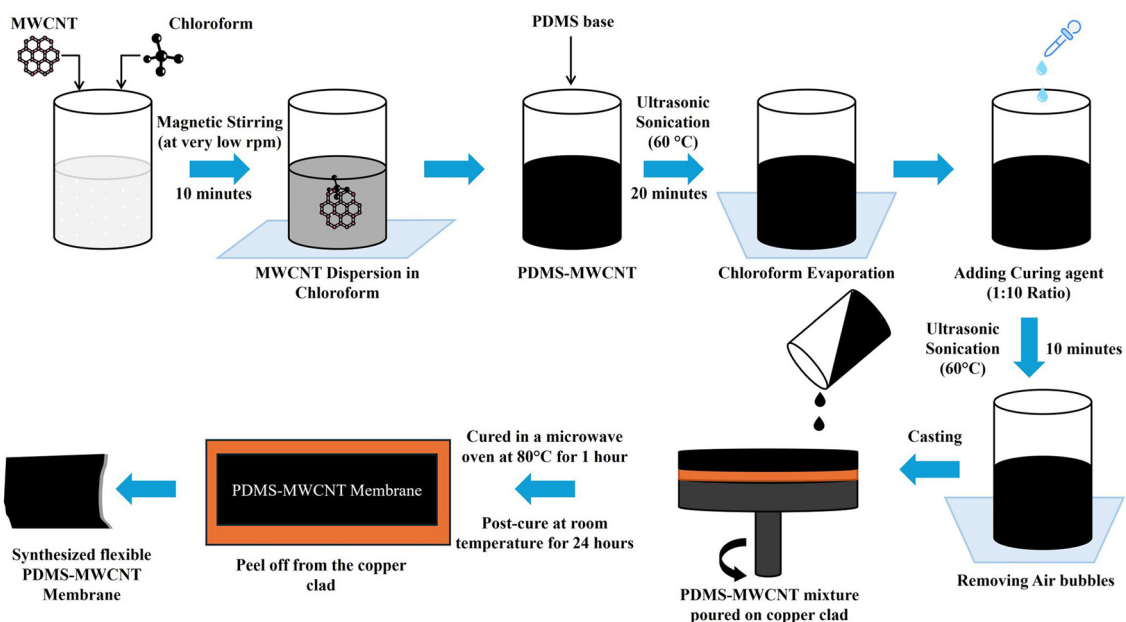 MWCNT
Chloroform
Magnetic Stirring
(at very low rpm)
10 minutes
MWCNT Dispersion in
Chloroform
PDMS base
PDMS-MWCNT
Ultrasonic
Sonication
(60 °C)
20 minutes
Chloroform Evaporation
Adding Curing agent
(1:10 Ratio)
Ultrasonic
Sonication
(60°C)
10 minutes
Removing Air bubbles
Casting
PDMS-MWCNT mixture
poured on copper clad
Cured in a microwave
oven at 80°C for 1 hour
Post-cure at room
temperature for 24 hours
PDMS-MWCNT Membrane
Peel off from the copper
clad
Synthesized flexible
PDMS-MWCNT
Membrane